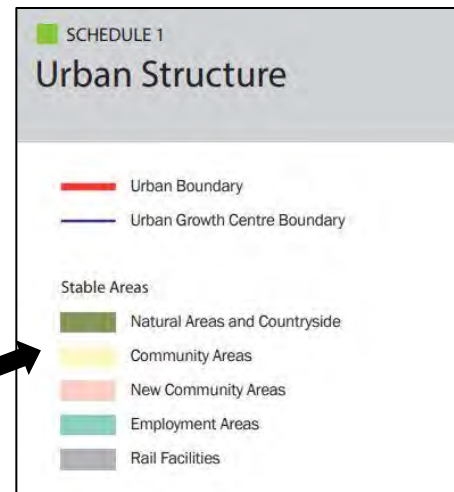 SCHEDULE 1
Urban Structure
Urban Boundary
Urban Growth Centre Boundary
Stable Areas
Natural Areas and Countryside
Community Areas
New Community Areas
Employment Areas
Rail Facilities